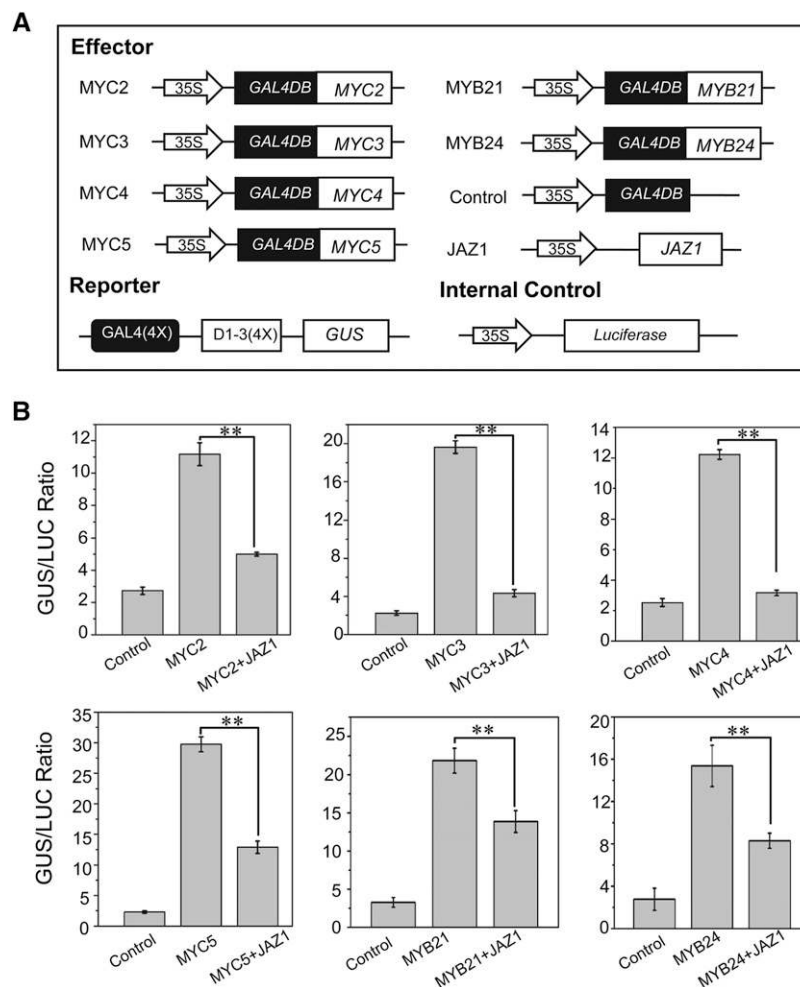 A
Effector
MYC2 35S GAL4DB MYC2
MYB21 35S GAL4DB MYB21
MYC3 35S GAL4DB MYC3
MYB24 35S GAL4DB MYB24
MYC4 35S GAL4DB MYC4
Control 35S GAL4DB
MYC5 35S GAL4DB MYC5
JAZ1 35S JAZ1
Reporter
Internal Control
GAL4(4X) D1-3(4X) GUS
35S Luciferase
B
GUS/LUC Ratio
12
10
8
6
4
2
0
**
Control MYC2 MYC2+JAZ1
20
16
12
8
4
0
**
Control MYC3 MYC3+JAZ1
14
12
10
8
6
4
2
0
**
Control MYC4 MYC4+JAZ1
GUS/LUC Ratio
35
30
25
20
15
10
5
0
**
Control MYC5 MYC5+JAZ1
25
20
15
10
5
0
**
Control MYB21 MYB21+JAZ1
20
16
12
8
4
0
**
Control MYB24 MYB24+JAZ1